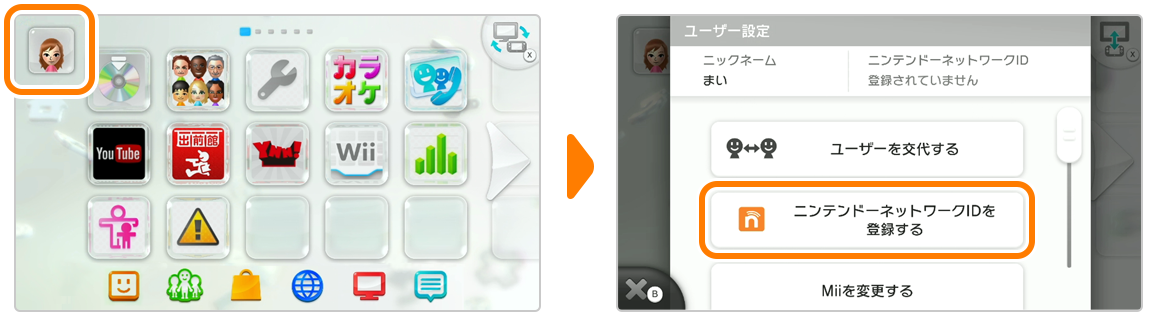 X
カラ
オケ
You Tube
出前館
Y!!!
Wii
ユーザー設定
ニックネーム
まい
ニンテンドーネットワークID
登録されていません
X
ユーザーを交代する
ニンテンドーネットワークIDを
登録する
Miiを変更する
B